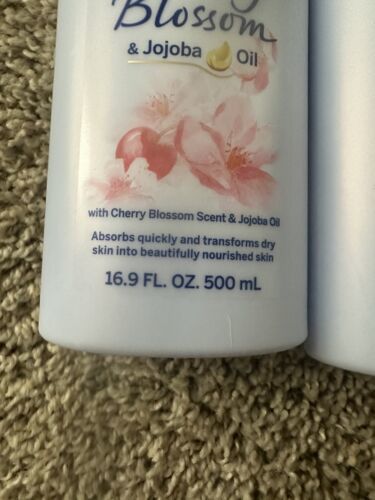 Blossom
& Jojoba Oil
with Cherry Blossom Scent & Jojoba Oil
Absorbs quickly and transforms dry
skin into beautifully nourished skin
16.9 FL. OZ. 500 mL